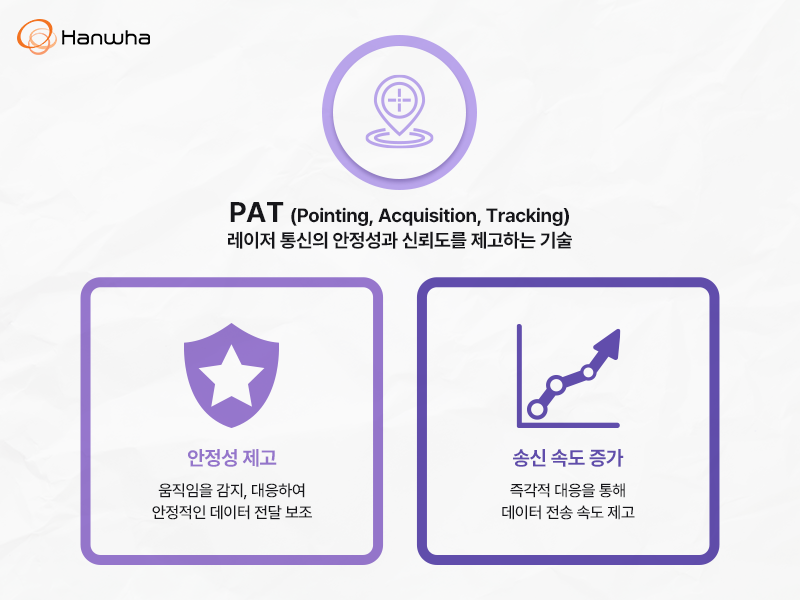 Hanwha
PAT (Pointing, Acquisition, Tracking)
레이저 통신의 안정성과 신뢰도를 제고하는 기술
안정성 제고
움직임을 감지, 대응하여
안정적인 데이터 전달 보조
송신 속도 증가
즉각적 대응을 통해
데이터 전송 속도 제고